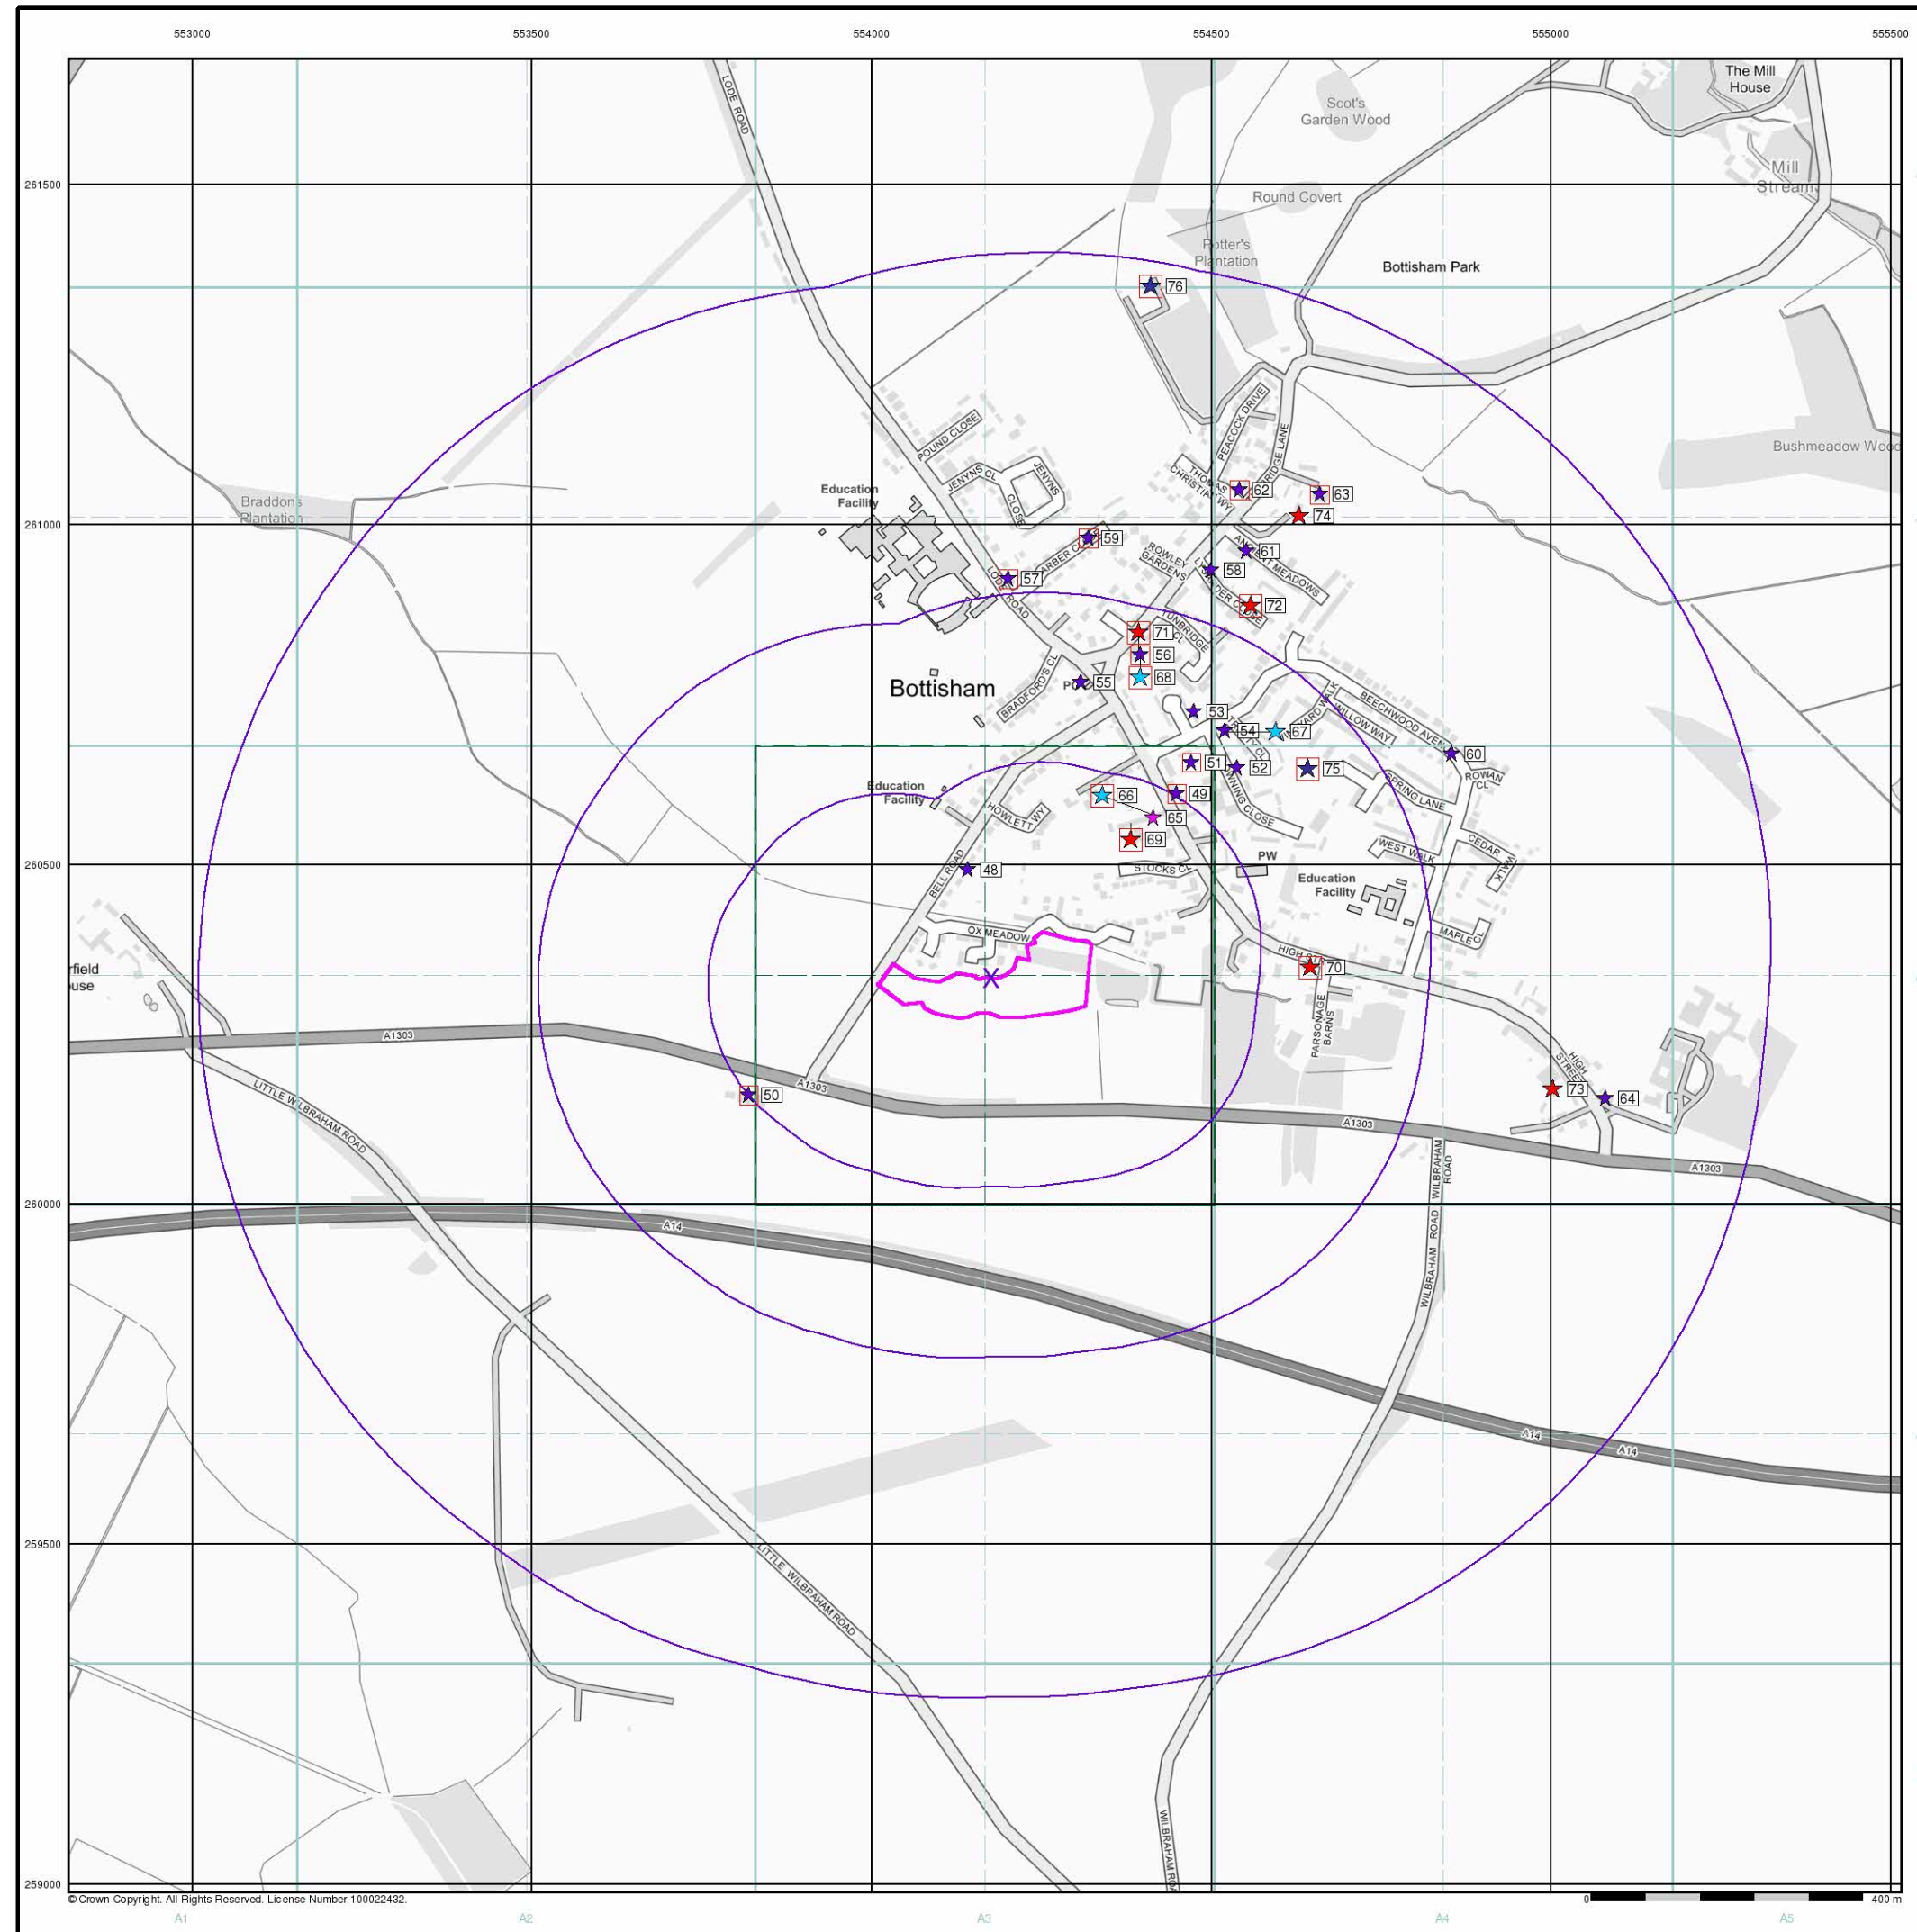 553000 553500 554000 554500 555000 555500
The Mill
House
LODE ROAD
Scot's
Garden Wood
Mill
Stream
261500
Round Covert
Potter's
Plantation
Bottisham Park
76
PEACOCK DRIVE
POUND CLOSE
Bushmeadow Wood
JENYNS CL
JENYNS
CLOSE
THOMAS
CHRISTIAN WY
Education
Facility
62
63
Braddons
Plantation
74
261000
59
61
ROWLEY
GARDENS
58
57
LODE ROAD
72
71
TUNBRIDGE
CL
56
68
Bottisham
55
BRADFORD'S CL
53
BEECHWOOD AVEN
WILLOW WAY
54
67
60
51
52
75
ROWAN
CL
SPRING LANE
Education
Facility
66
49
HOWLETT WY
65
69
WEST WALK
CEDAR
WALK
PW
260500
48
STOCKS CL
BELL ROAD
Education
Facility
OX MEADOW
MAPLE CL
HIGH ST
70
rfield
use
PARSONAGE
BARNS
A1303
HIGH
STREET
A1303
73
64
50
LITTLE WILBRAHAM ROAD
A1303
A1303
WILBRAHAM
ROAD
260000
A14
WILBRAHAM ROAD
A14
A14
259500
LITTLE WILBRAHAM ROAD
WILBRAHAM ROA
259000
© Crown Copyright. All Rights Reserved. License Number 100022432.
0 400 m
A1 A2 A3 A4 A5